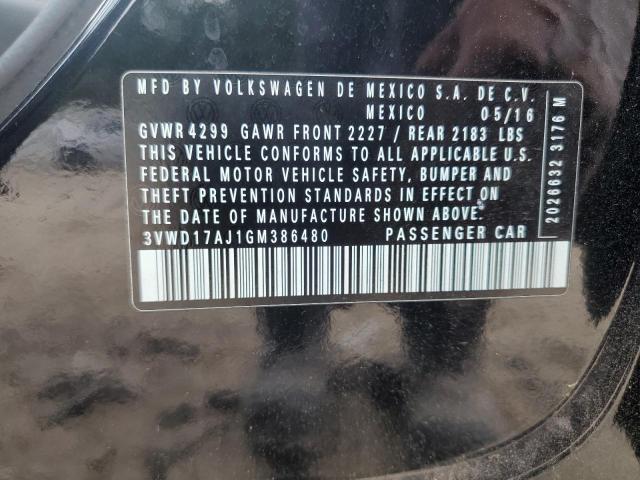 MFD BY VOLKSWAGEN DE MEXICO S.A. DE C.V.
MEXICO 05/16
GVWR 4299 GAWR FRONT 2227 / REAR 2183 LBS
THIS VEHICLE CONFORMS TO ALL APPLICABLE U.S.
FEDERAL MOTOR VEHICLE SAFETY, BUMPER AND
THEFT PREVENTION STANDARDS IN EFFECT ON
THE DATE OF MANUFACTURE SHOWN ABOVE.
3VWD17AJ1GM386480 PASSENGER CAR
2026632 3176 M